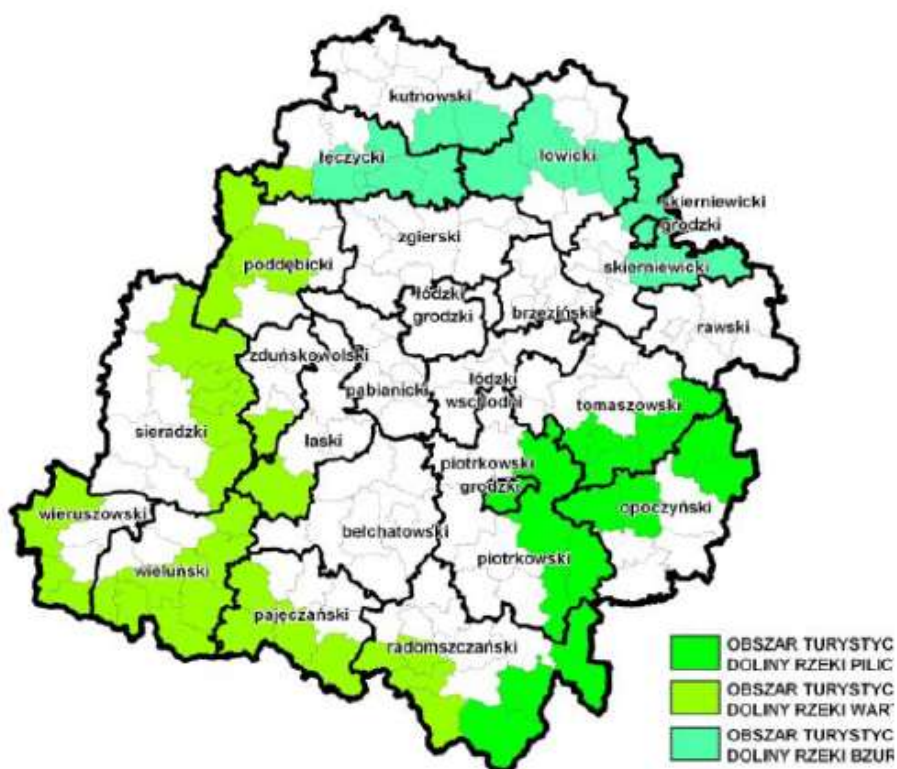 kutnowski
łęczycki
łowicki
skierniewicki
grodzki
zgierski
poddębicki
skierniewicki
łódzki
grodzki
brzeziński
rawski
zduńskowolski
pabianicki
łódzki
wschodni
tomaszowski
sieradzki
łaski
piotrkowski
grodzki
opoczyński
wieruszowski
bełchatowski
wieluński
piotrkowski
pajęczański
radomszczański
OBSZAR TURYSTYC
DOLINY RZEKI PILIC
OBSZAR TURYSTYC
DOLINY RZEKI WART
OBSZAR TURYSTYC
DOLINY RZEKI BZUR